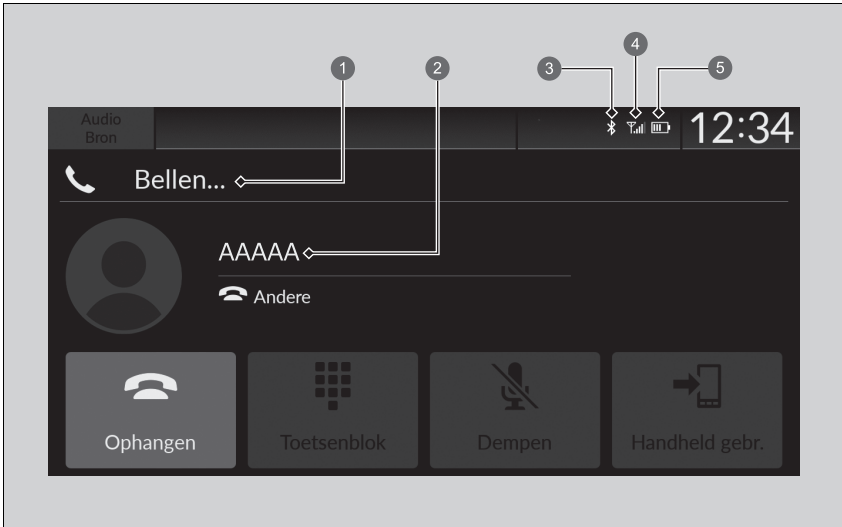 1
2
3
4
5
Audio
Bron
12:34
Bellen...
AAAAA
Andere
Ophangen
Toetsenblok
Dempen
Handheld gebr.